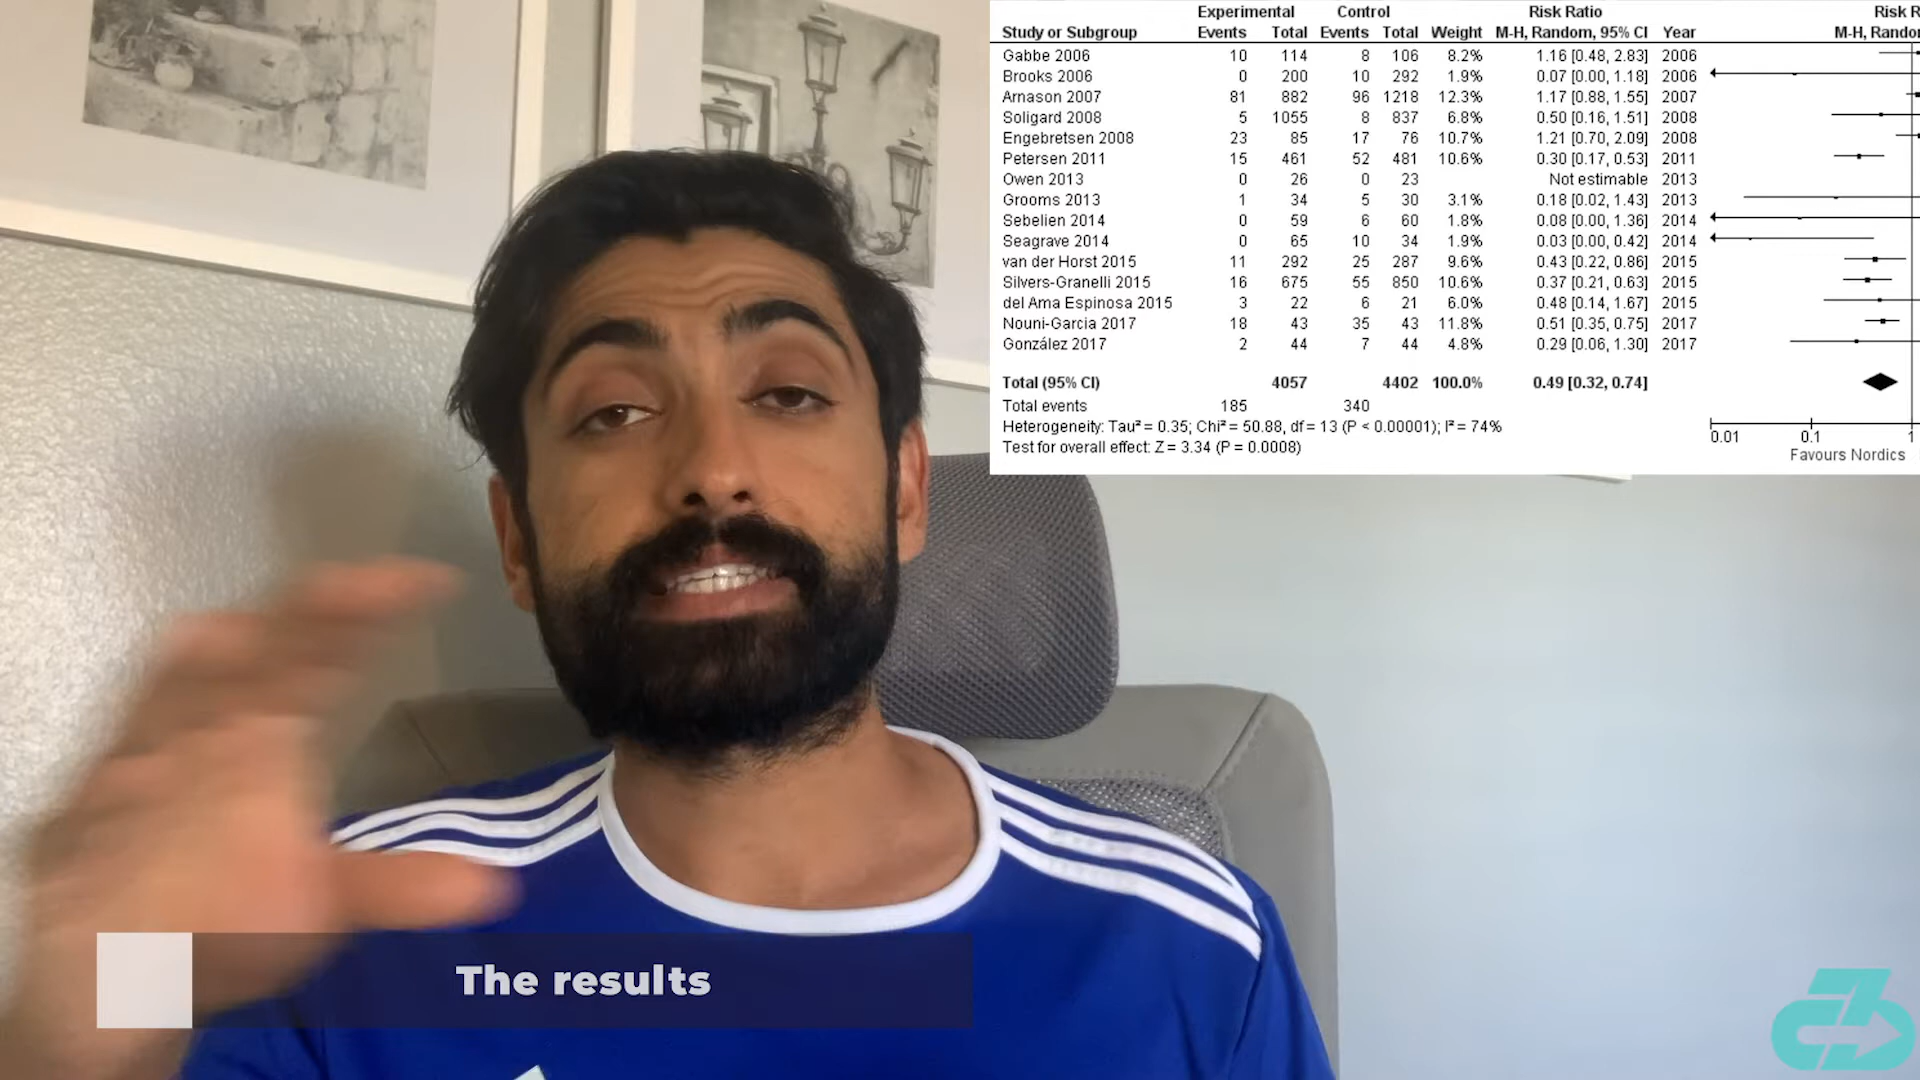 Experimental Control Risk Ratio Risk R
Study or Subgroup Events Total Events Total Weight M-H, Random, 95% CI Year M-H, Rando
Gabbe 2006 10 114 8 106 8.2% 1.16 [0.48, 2.83] 2006
Brooks 2006 0 200 10 292 1.9% 0.07 [0.00, 1.18] 2006
Arnason 2007 81 882 96 1218 12.3% 1.17 [0.88, 1.55] 2007
Soligard 2008 5 1055 8 837 6.8% 0.50 [0.16, 1.51] 2008
Engebretsen 2008 23 85 17 76 10.7% 1.21 [0.70, 2.09] 2008
Petersen 2011 15 461 52 481 10.6% 0.30 [0.17, 0.53] 2011
Owen 2013 0 26 0 23 Not estimable 2013
Grooms 2013 1 34 5 30 3.1% 0.18 [0.02, 1.43] 2013
Sebelien 2014 0 59 6 60 1.8% 0.08 [0.00, 1.36] 2014
Seagrave 2014 0 65 10 34 1.9% 0.03 [0.00, 0.42] 2014
van der Horst 2015 11 292 25 287 9.6% 0.43 [0.22, 0.86] 2015
Silvers-Granelli 2015 16 675 55 850 10.6% 0.37 [0.21, 0.63] 2015
del Ama Espinosa 2015 3 22 6 21 6.0% 0.48 [0.14, 1.67] 2015
Nouni-Garcia 2017 18 43 35 43 11.8% 0.51 [0.35, 0.75] 2017
González 2017 2 44 7 44 4.8% 0.29 [0.06, 1.30] 2017
Total (95% CI) 4057 4402 100.0% 0.49 [0.32, 0.74]
Total events 185 340
Heterogeneity: Tau² = 0.35; Chi² = 50.88, df = 13 (P < 0.00001); I² = 74%
Test for overall effect: Z = 3.34 (P = 0.0008)
0.01 0.1 1
Favours Nordics
The results